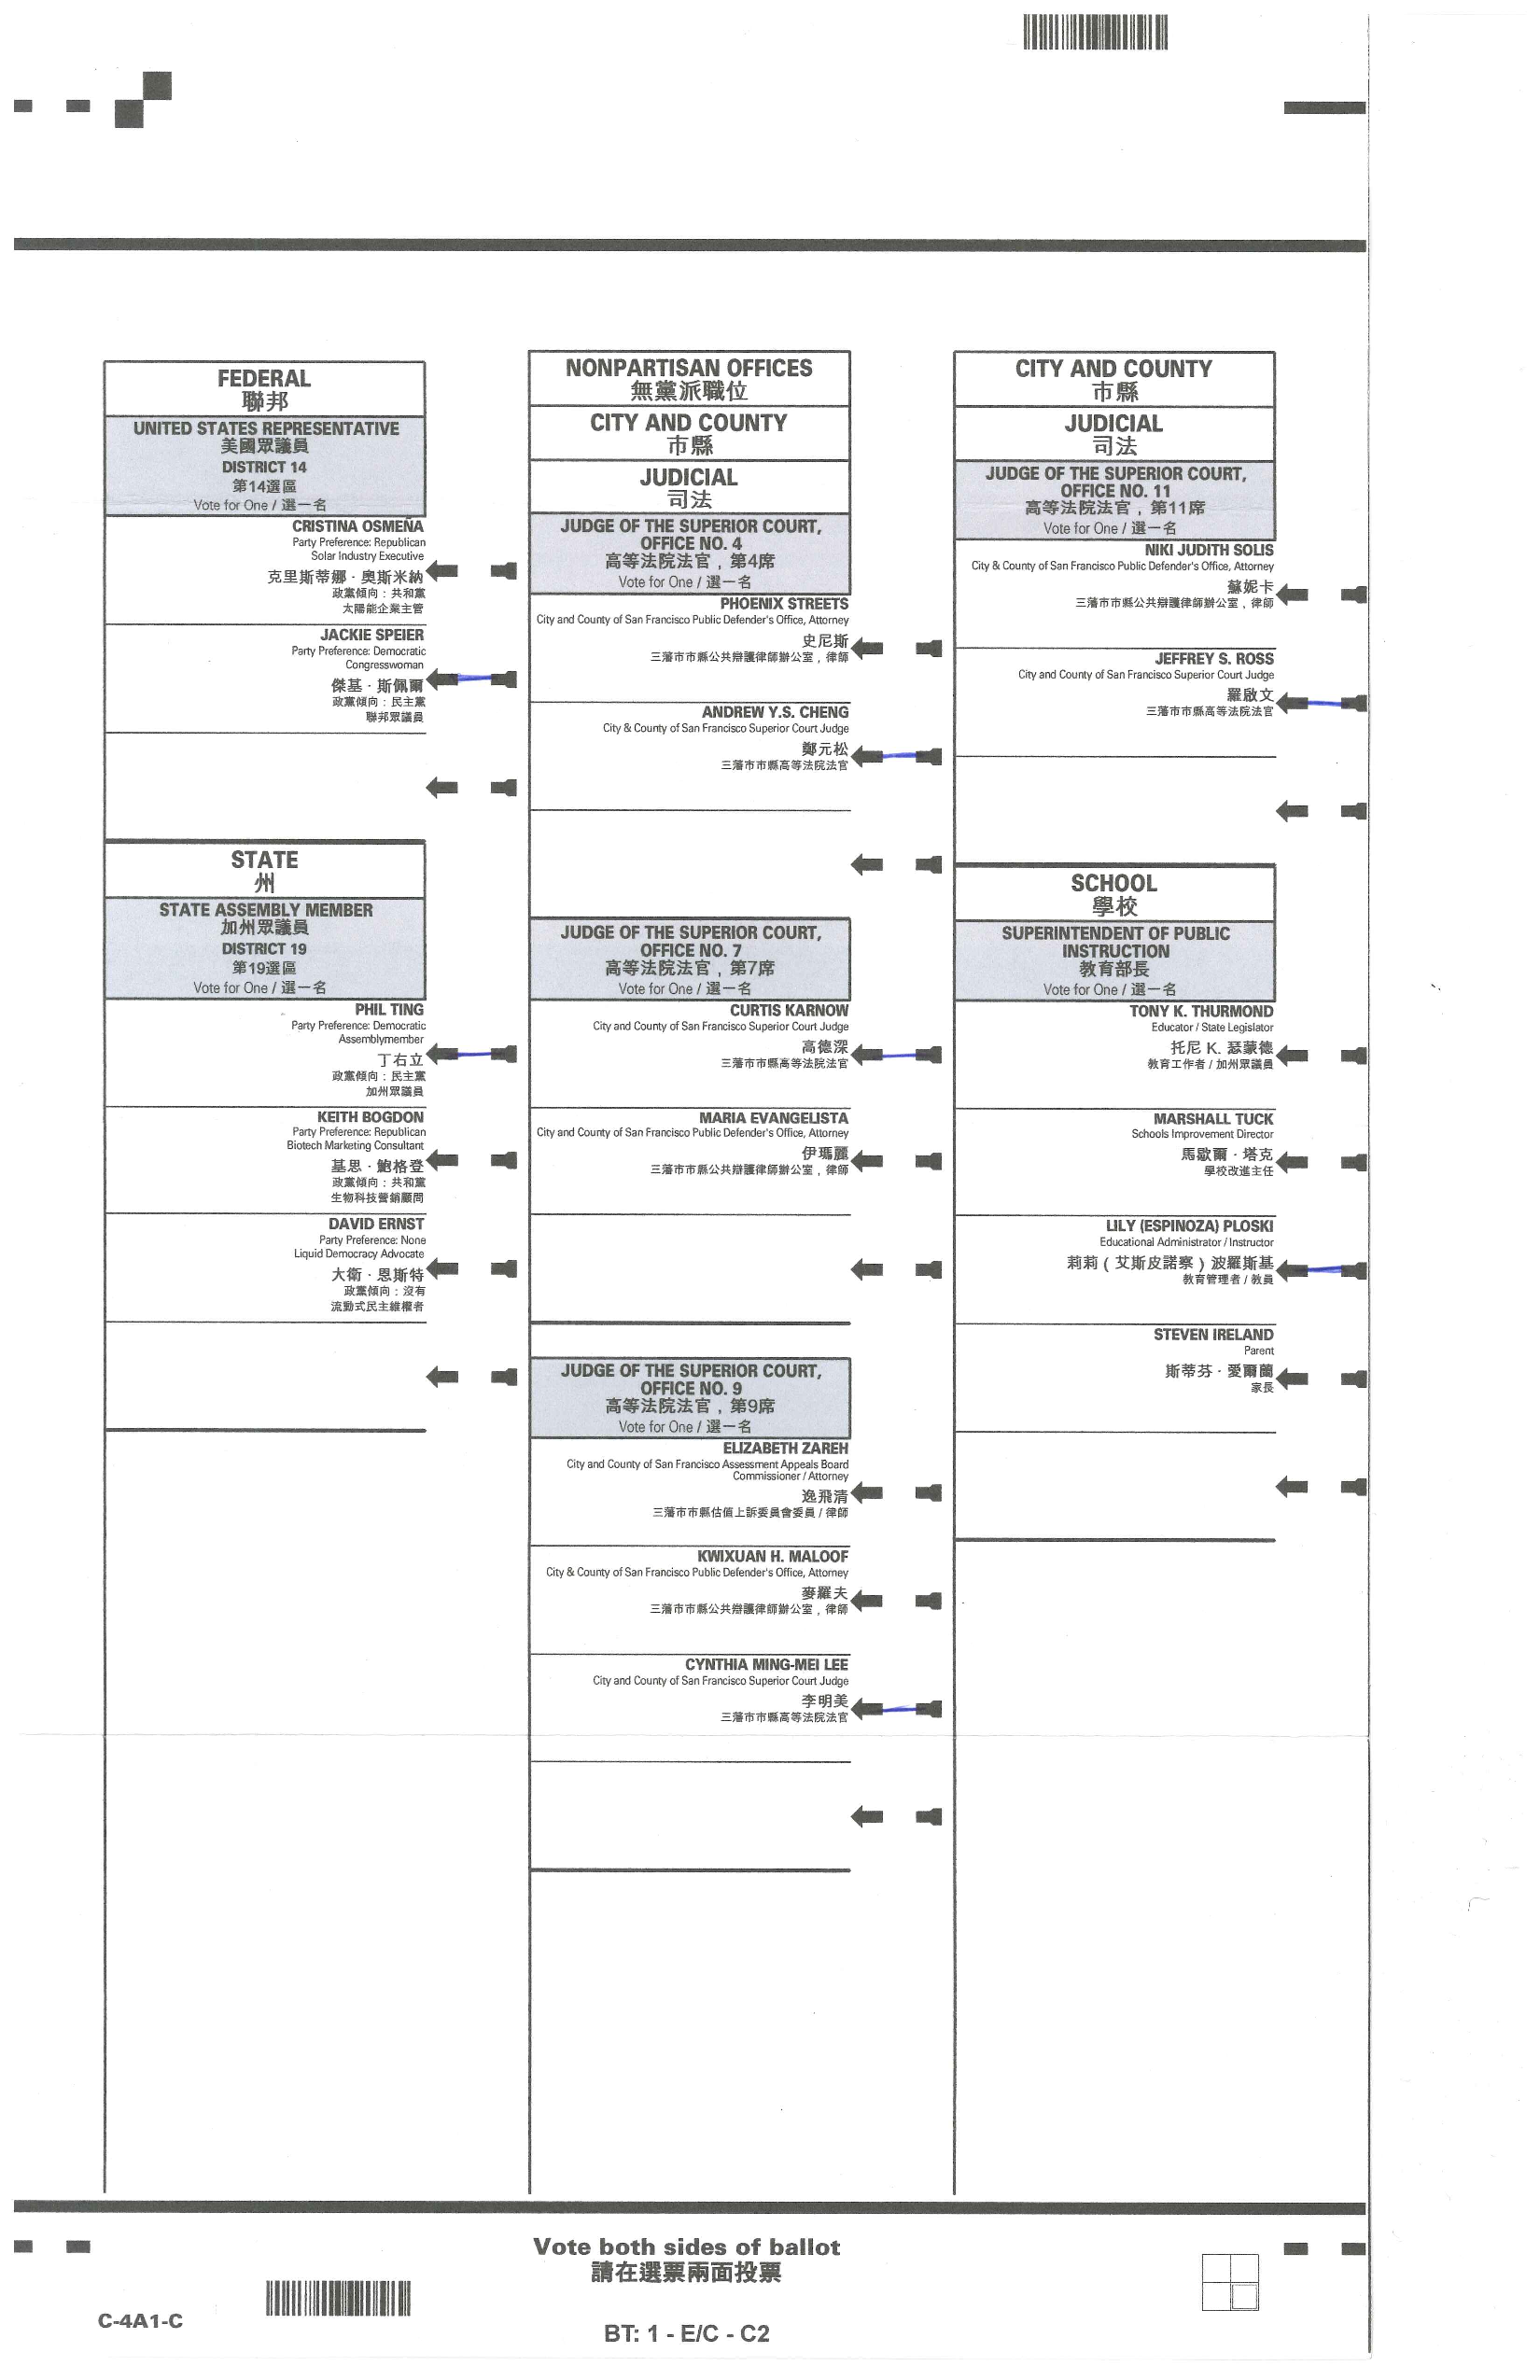 FEDERAL
聯邦
UNITED STATES REPRESENTATIVE
美國眾議員
DISTRICT 14
第14選區
Vote for One / 選一名
CRISTINA OSMEÑA
Party Preference: Republican
Solar Industry Executive
克里斯蒂娜 · 奧斯米納
政黨傾向：共和黨
太陽能企業主管
JACKIE SPEIER
Party Preference: Democratic
Congresswoman
傑基 · 斯佩爾
政黨傾向：民主黨
聯邦眾議員
STATE
州
STATE ASSEMBLY MEMBER
加州眾議員
DISTRICT 19
第19選區
Vote for One / 選一名
PHIL TING
Party Preference: Democratic
Assemblymember
丁右立
政黨傾向：民主黨
加州眾議員
KEITH BOGDON
Party Preference: Republican
Biotech Marketing Consultant
基思 · 鮑格登
政黨傾向：共和黨
生物科技營銷顧問
DAVID ERNST
Party Preference: None
Liquid Democracy Advocate
大衛 · 恩斯特
政黨傾向：沒有
流動式民主維權者
NONPARTISAN OFFICES
無黨派職位
CITY AND COUNTY
市縣
JUDICIAL
司法
JUDGE OF THE SUPERIOR COURT,
OFFICE NO. 4
高等法院法官，第4席
Vote for One / 選一名
PHOENIX STREETS
City and County of San Francisco Public Defender's Office, Attorney
史尼斯
三藩市市縣公共辯護律師辦公室，律師
ANDREW Y.S. CHENG
City & County of San Francisco Superior Court Judge
鄭元松
三藩市市縣高等法院法官
JUDGE OF THE SUPERIOR COURT,
OFFICE NO. 7
高等法院法官，第7席
Vote for One / 選一名
CURTIS KARNOW
City and County of San Francisco Superior Court Judge
高德深
三藩市市縣高等法院法官
MARIA EVANGELISTA
City and County of San Francisco Public Defender's Office, Attorney
伊瑪麗
三藩市市縣公共辯護律師辦公室，律師
JUDGE OF THE SUPERIOR COURT,
OFFICE NO. 9
高等法院法官，第9席
Vote for One / 選一名
ELIZABETH ZAREH
City and County of San Francisco Assessment Appeals Board
Commissioner / Attorney
逸飛清
三藩市市縣估值上訴委員會委員 / 律師
KWIXUAN H. MALOOF
City & County of San Francisco Public Defender's Office, Attorney
麥羅夫
三藩市市縣公共辯護律師辦公室，律師
CYNTHIA MING-MEI LEE
City and County of San Francisco Superior Court Judge
李明美
三藩市市縣高等法院法官
CITY AND COUNTY
市縣
JUDICIAL
司法
JUDGE OF THE SUPERIOR COURT,
OFFICE NO. 11
高等法院法官，第11席
Vote for One / 選一名
NIKI JUDITH SOLIS
City & County of San Francisco Public Defender's Office, Attorney
蘇妮卡
三藩市市縣公共辯護律師辦公室，律師
JEFFREY S. ROSS
City and County of San Francisco Superior Court Judge
羅啟文
三藩市市縣高等法院法官
SCHOOL
學校
SUPERINTENDENT OF PUBLIC
INSTRUCTION
教育部長
Vote for One / 選一名
TONY K. THURMOND
Educator / State Legislator
托尼 K. 瑟蒙德
教育工作者 / 加州眾議員
MARSHALL TUCK
Schools Improvement Director
馬歇爾 · 塔克
學校改進主任
LILY (ESPINOZA) PLOSKI
Educational Administrator / Instructor
莉莉（艾斯皮諾察）波羅斯基
教育管理者 / 教員
STEVEN IRELAND
Parent
斯蒂芬 · 愛爾蘭
家長
Vote both sides of ballot
請在選票兩面投票
C-4A1-C
BT: 1 - E/C - C2